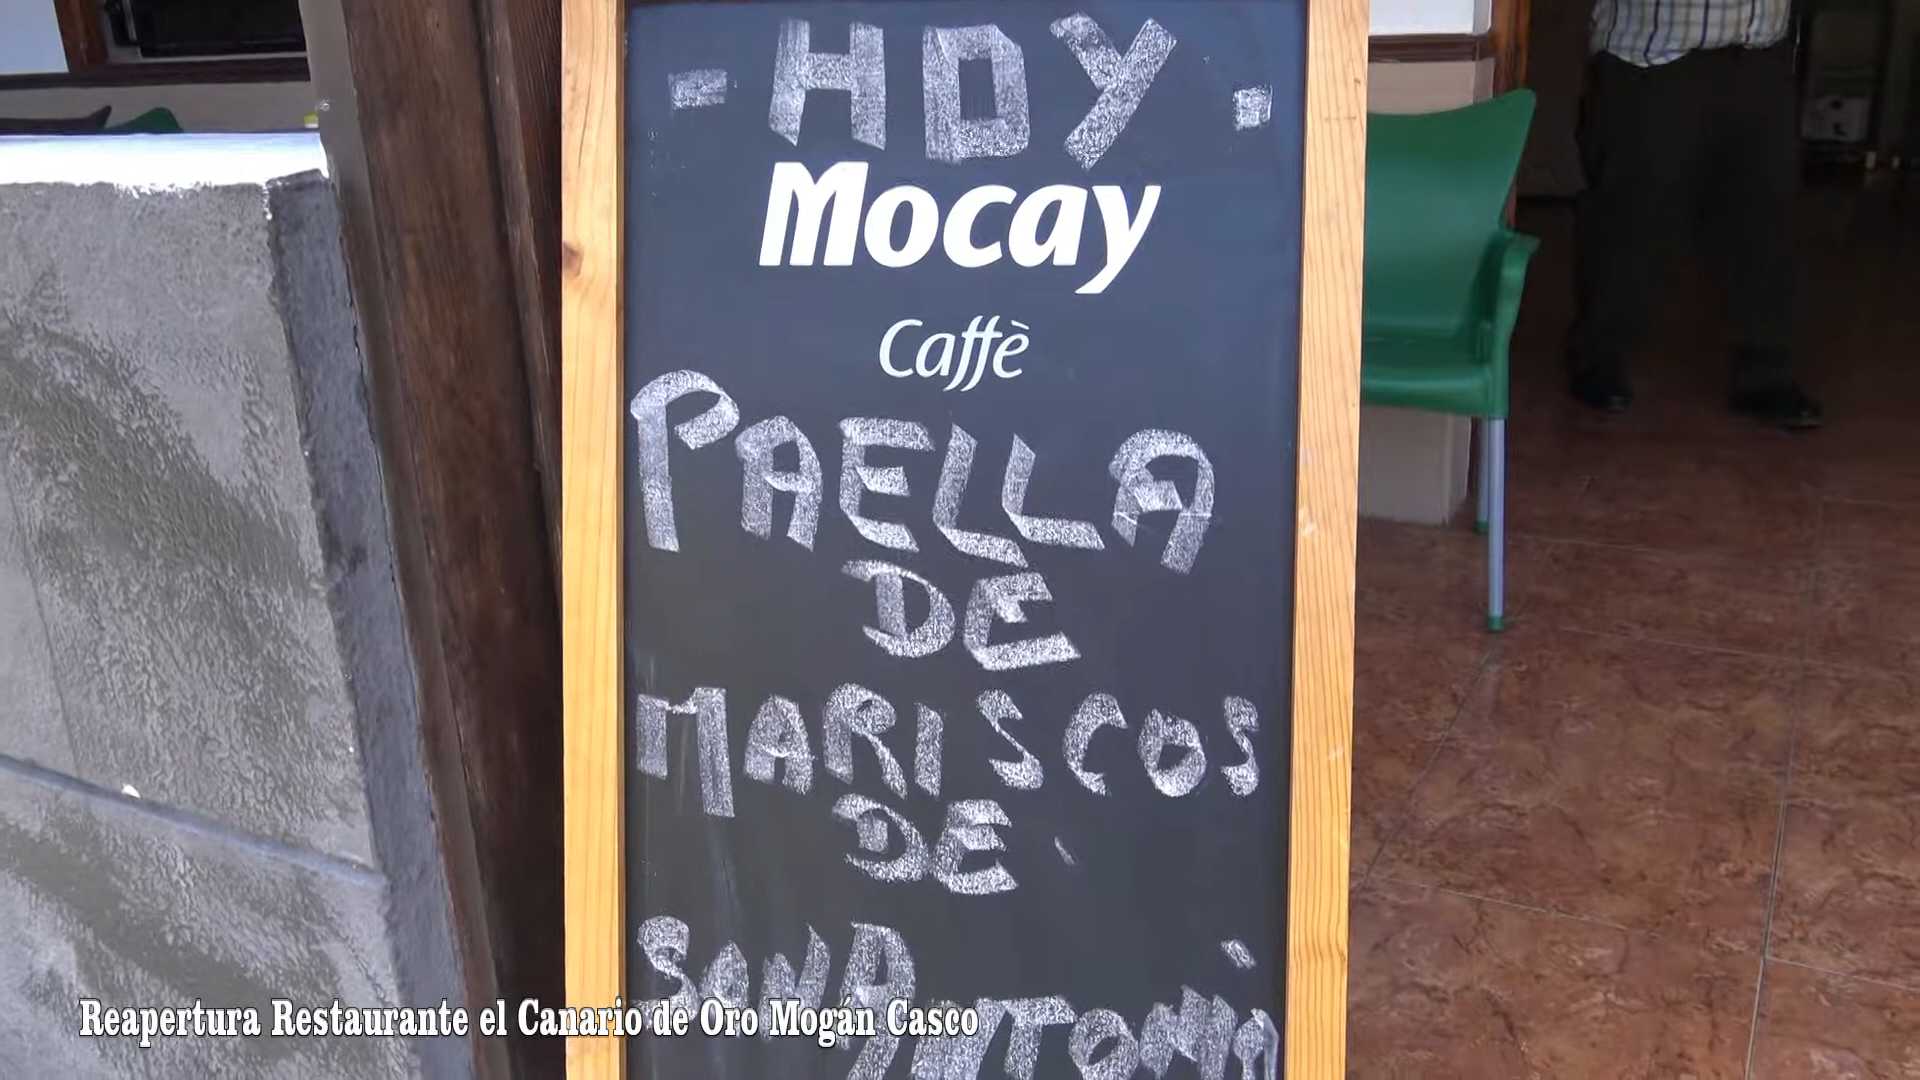 - HOY -
Mocay
Caffè
PAELLA
DE
MARISCOS
DE
Reapertura Restaurante el Canario de Oro Mogán Casco